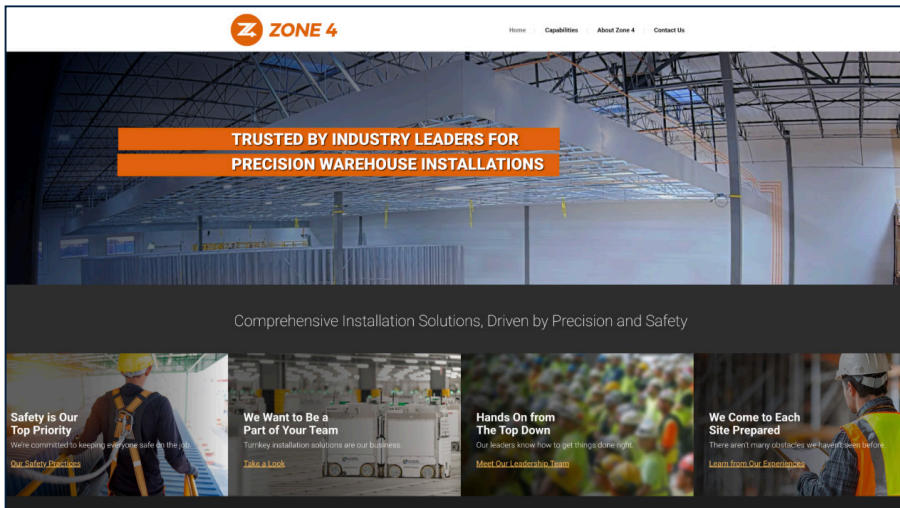 ZONE 4
Home
Capabilities
About Zone 4
Contact Us
TRUSTED BY INDUSTRY LEADERS FOR
PRECISION WAREHOUSE INSTALLATIONS
Comprehensive Installation Solutions, Driven by Precision and Safety
Safety is Our
Top Priority
We're committed to keeping everyone safe on the job.
Our Safety Practices
We Want to Be a
Part of Your Team
Turnkey installation solutions are our business.
Take a Look
Hands On from
The Top Down
Our leaders know how to get things done right.
Meet Our Leadership Team
We Come to Each
Site Prepared
There aren't many obstacles we haven't seen before.
Learn from Our Experiences